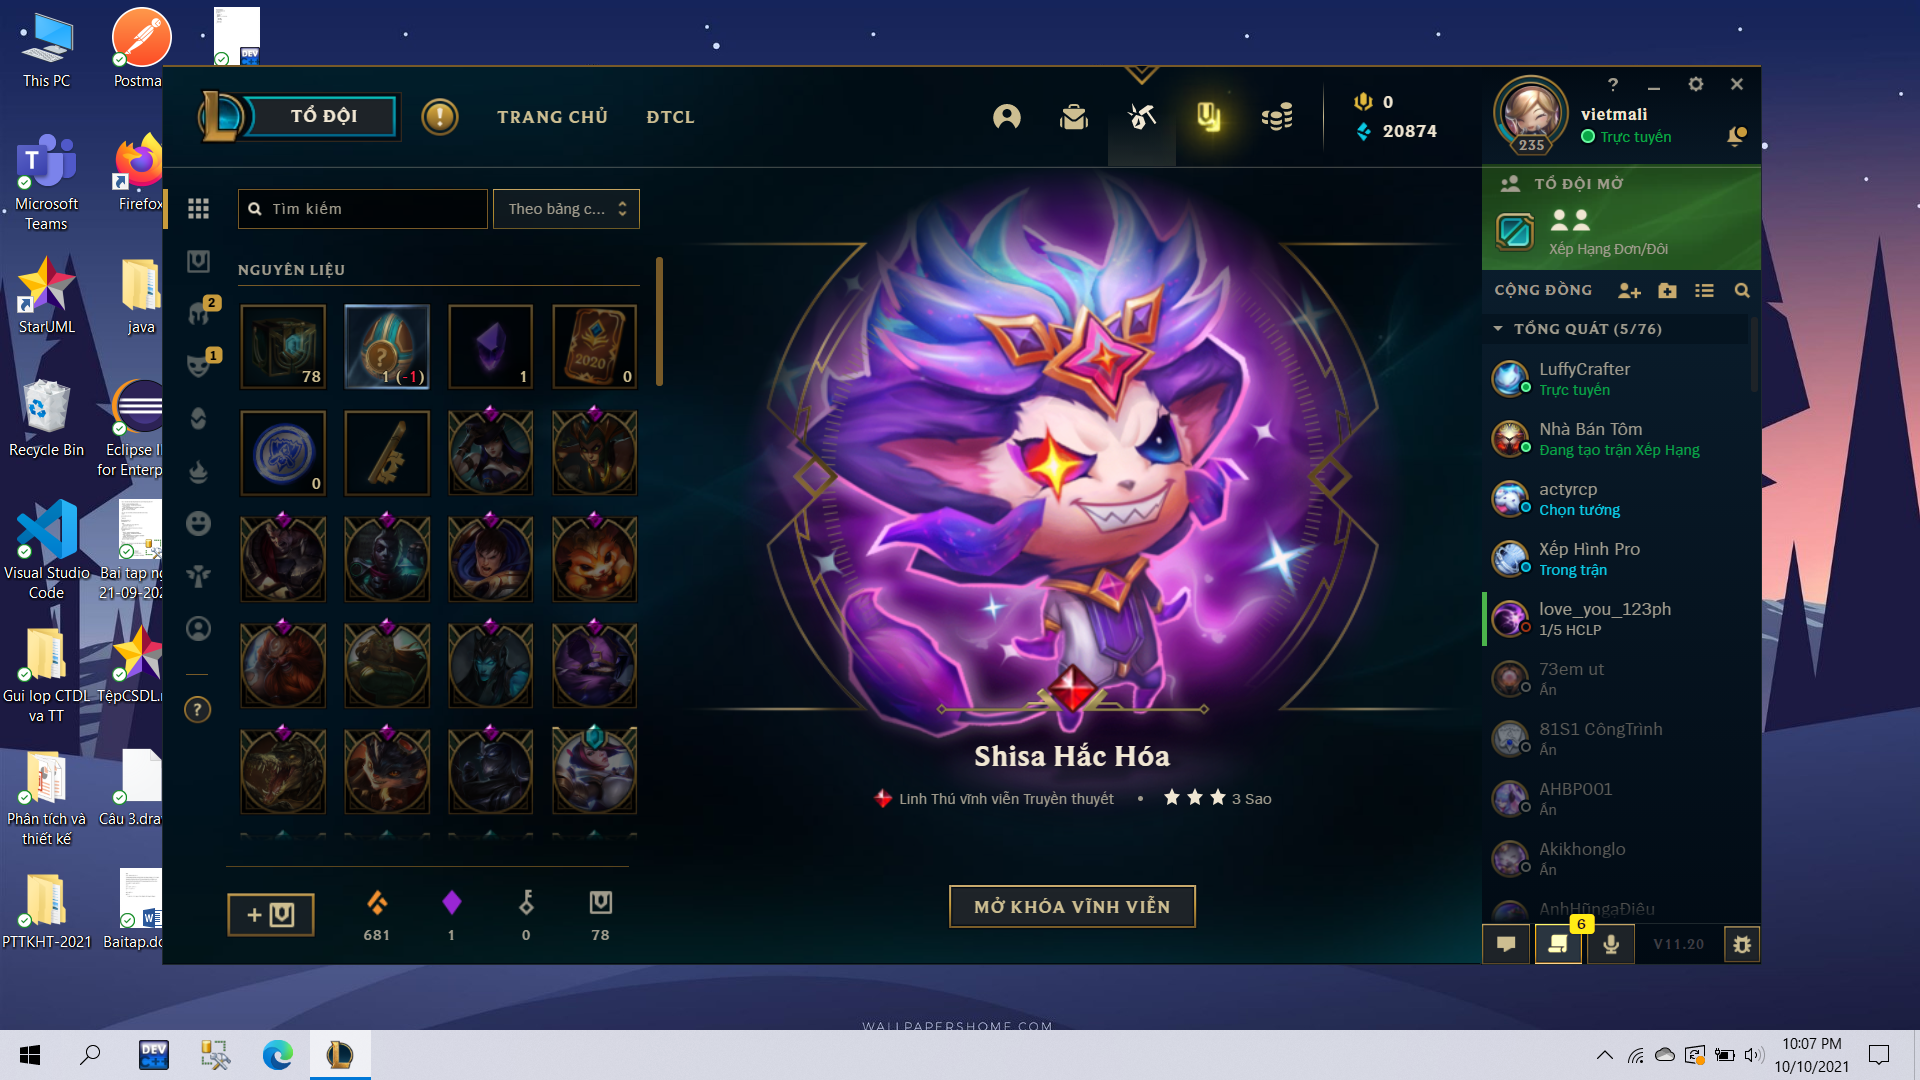 This PC
Postma
DEV
Microsoft Teams
Firefox
StarUML
java
Recycle Bin
Eclipse I
for Enterp
Visual Studio Code
Bai tap ng
21-09-202
Gui lop CTDL va TT
TệpCSDL.r
Phân tích và thiết kế
Câu 3.dra
PTTKHT-2021
Baitap.do
TỔ ĐỘI
TRANG CHỦ
ĐTCL
0
20874
235
vietmali
Trực tuyến
Tìm kiếm
Theo bảng c...
NGUYÊN LIỆU
2
1
78
1 (-1)
1
2020
0
0
681
1
0
78
Shisa Hắc Hóa
Linh Thú vĩnh viễn Truyền thuyết • 3 Sao
MỞ KHÓA VĨNH VIỄN
TỔ ĐỘI MỞ
Xếp Hạng Đơn/Đôi
CỘNG ĐỒNG
TỔNG QUÁT (5/76)
LuffyCrafter
Trực tuyến
Nhà Bán Tôm
Đang tạo trận Xếp Hạng
actyrcp
Chọn tướng
Xếp Hình Pro
Trong trận
love_you_123ph
1/5 HCLP
73em ut
Ẩn
81S1 CôngTrình
Ẩn
AHBP001
Ẩn
Akikhonglo
Ẩn
AnhHũngaĐiêu
6
V11.20
WALLPAPERSHOME.COM
DEV
C++
10:07 PM
10/10/2021